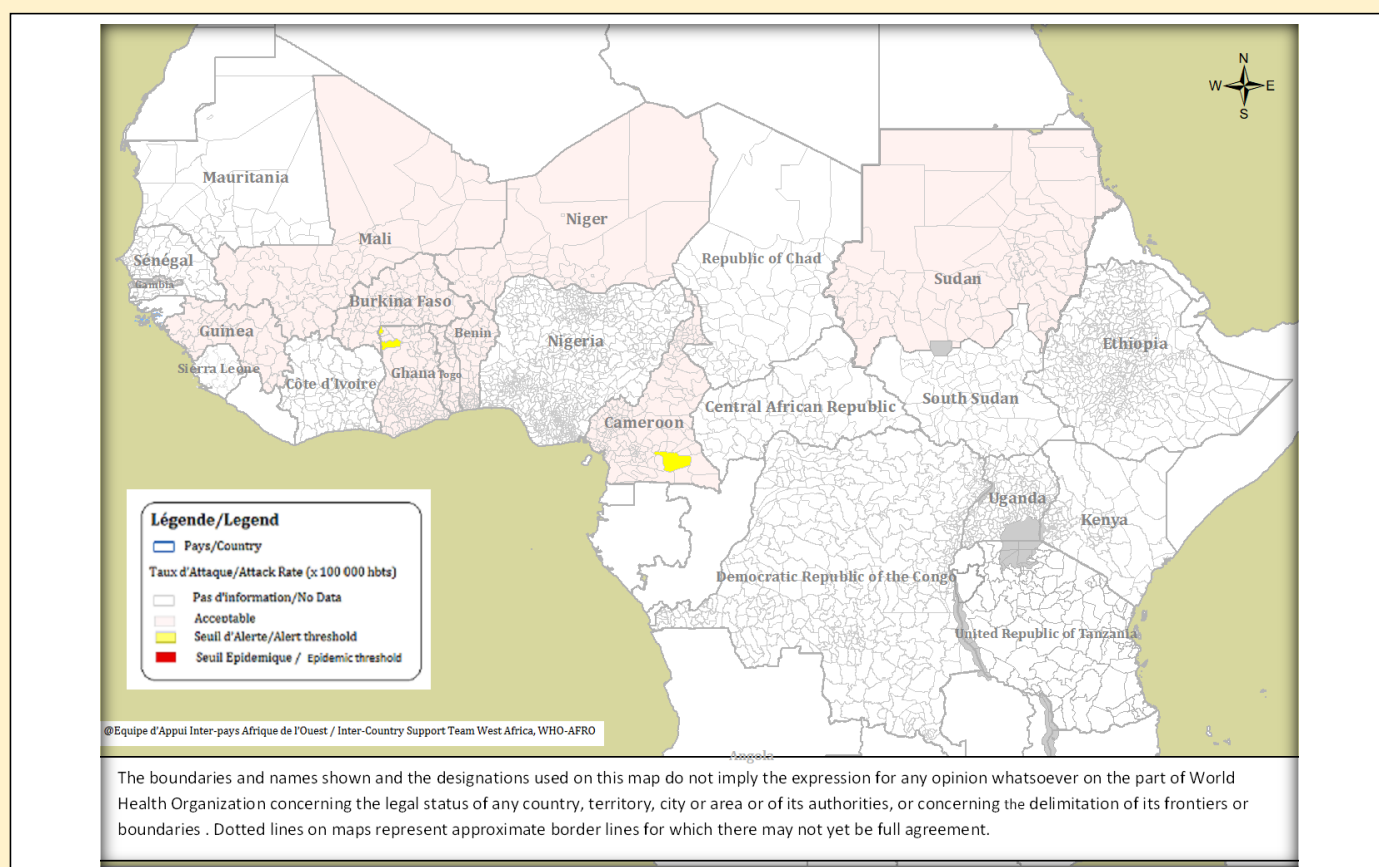 N
W E
S
Mauritania
Niger
Mali
Sénégal
Gambia
Republic of Chad
Sudan
Burkina Faso
Guinea
Benin
Nigeria
Ethiopia
Sierra Leone
Côte d'Ivoire
Ghana
Togo
South Sudan
Central African Republic
Cameroon
Uganda
Kenya
Democratic Republic of the Congo
United Republic of Tanzania
Angola
Légende/Legend
Pays/Country
Taux d'Attaque/Attack Rate (x 100 000 hbts)
Pas d'information/No Data
Acceptable
Seuil d'Alerte/Alert threshold
Seuil Epidemique / Epidemic threshold
@Equipe d'Appui Inter-pays Afrique de l'Ouest / Inter-Country Support Team West Africa, WHO-AFRO
The boundaries and names shown and the designations used on this map do not imply the expression for any opinion whatsoever on the part of World
Health Organization concerning the legal status of any country, territory, city or area or of its authorities, or concerning the delimitation of its frontiers or
boundaries . Dotted lines on maps represent approximate border lines for which there may not yet be full agreement.